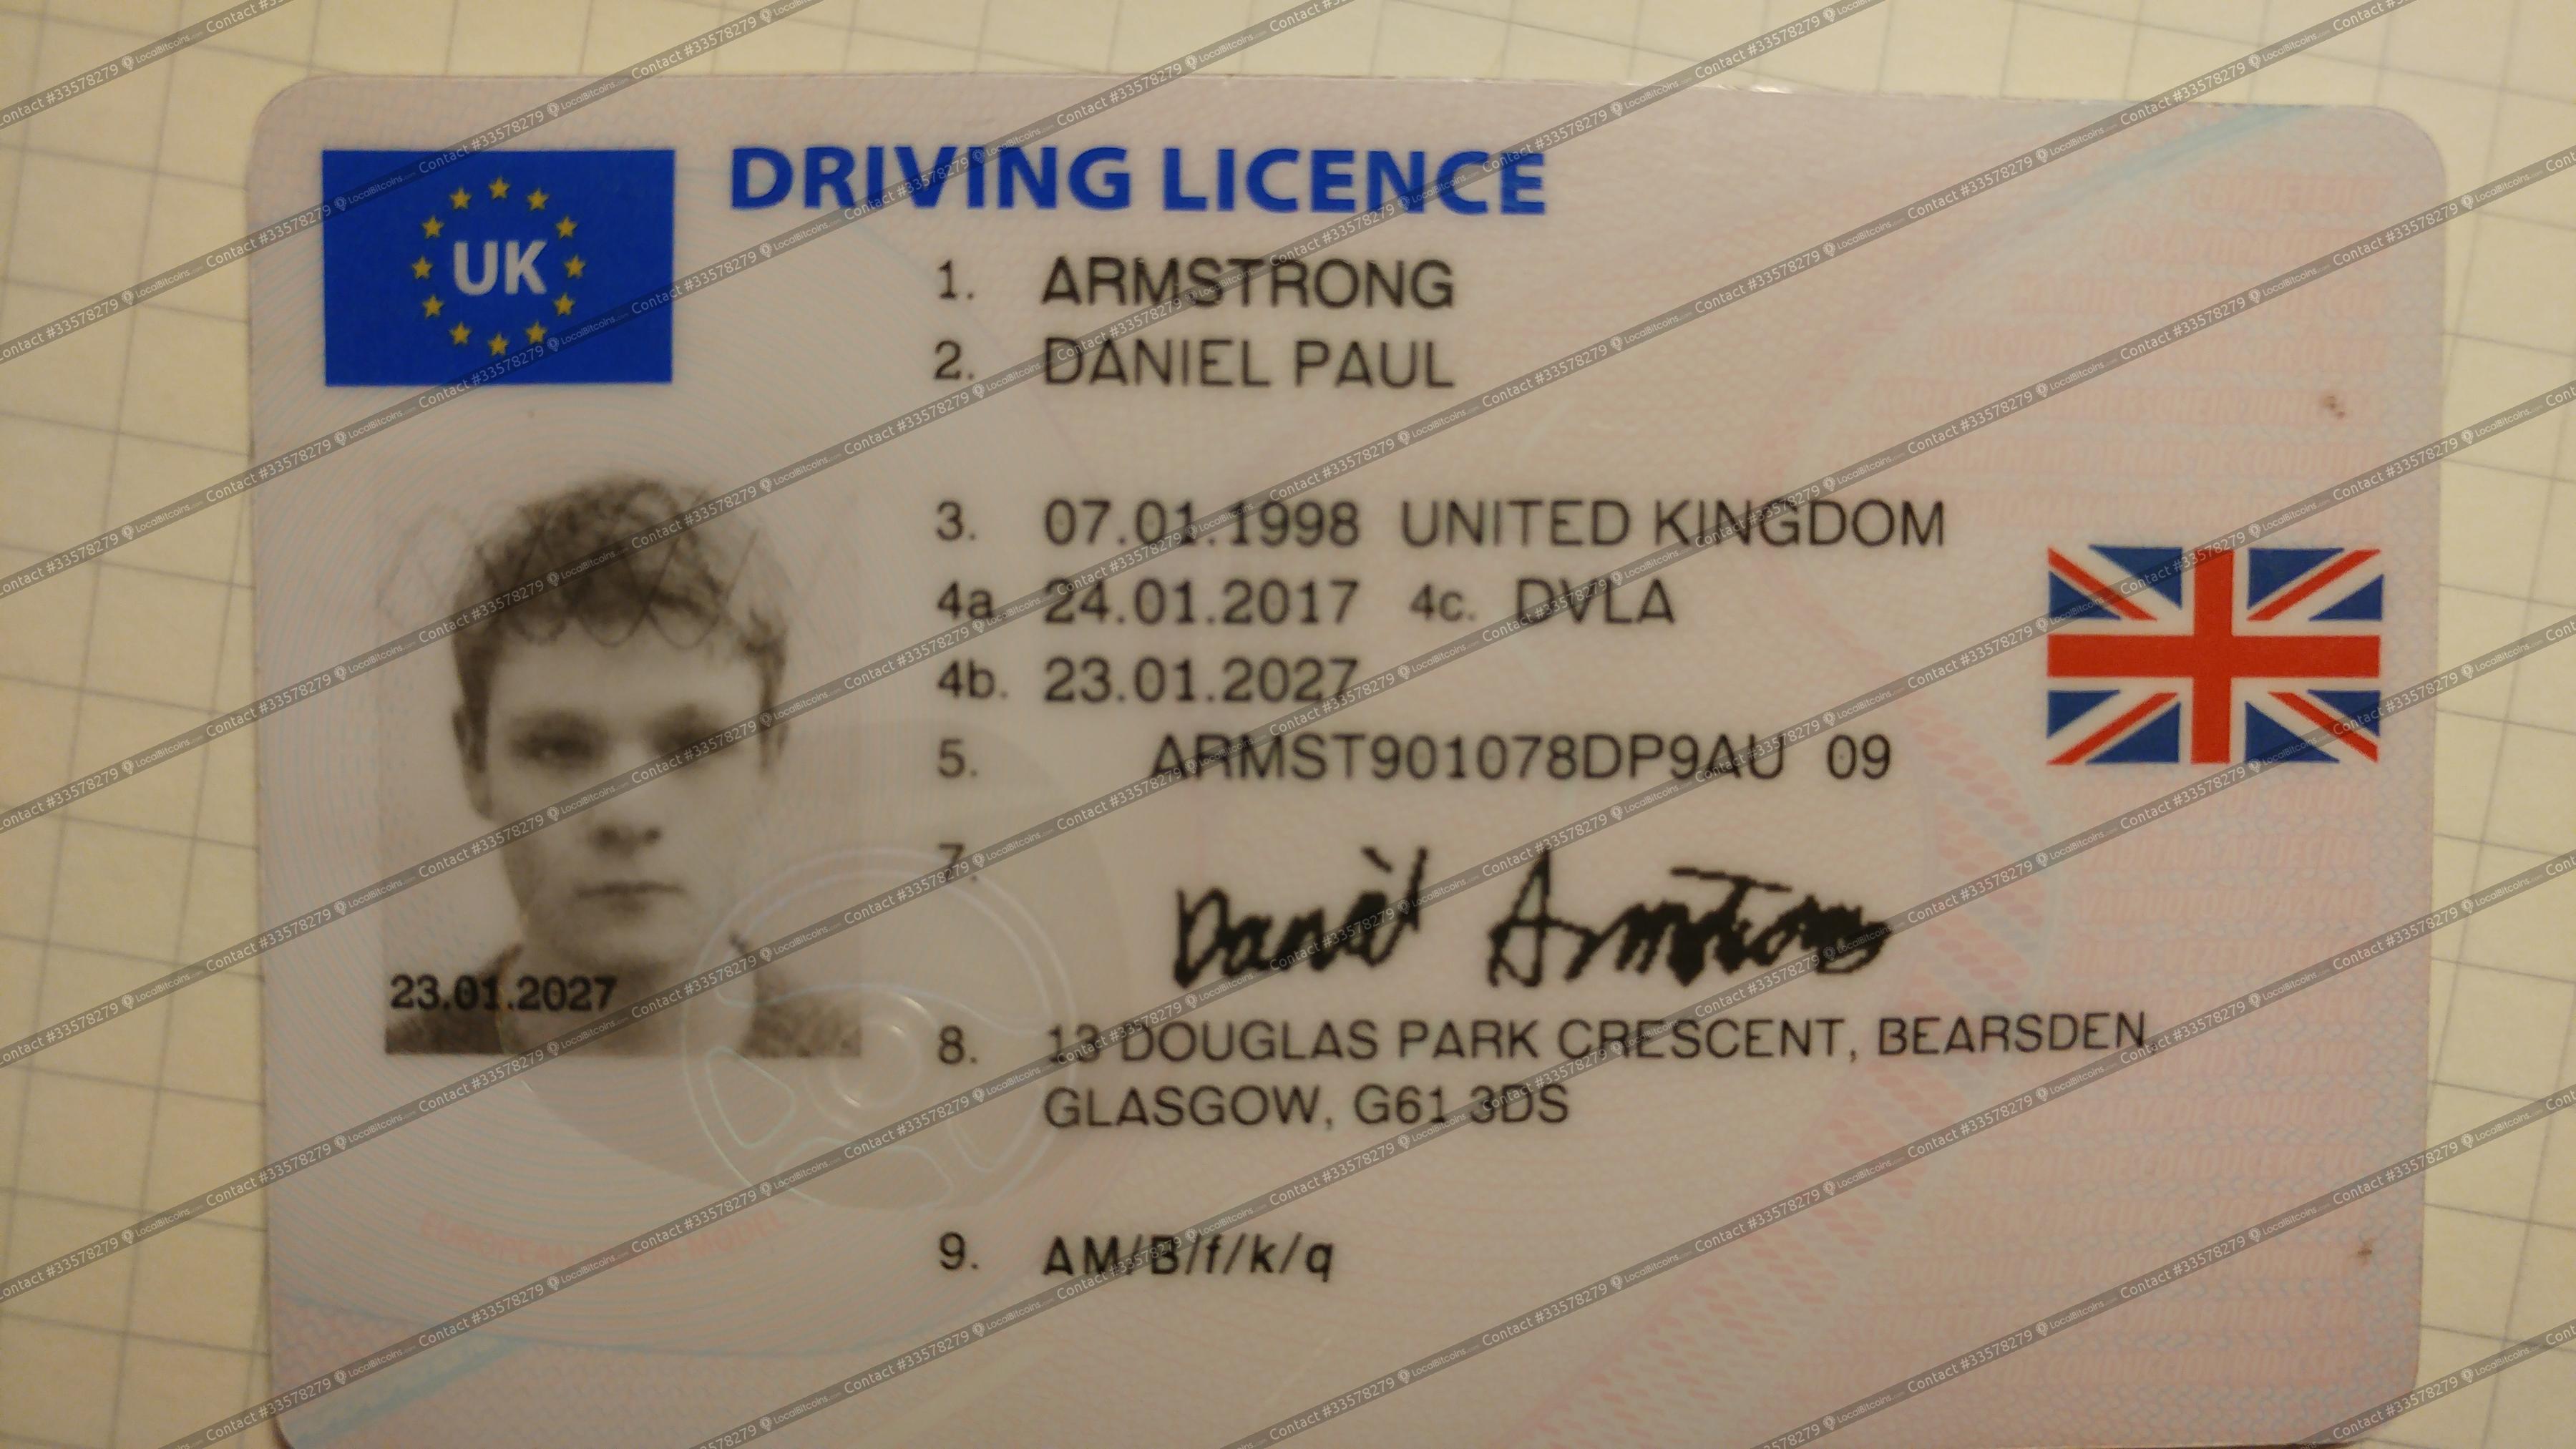 UK
DRIVING LICENCE
1. ARMSTRONG
2. DANIEL PAUL
3. 07.01.1998 UNITED KINGDOM
4a. 24.01.2017 4c. DVLA
4b. 23.01.2027
5. ARMST901078DP9AU 09
7. Daniel Armstrong
23.01.2027
8. 13 DOUGLAS PARK CRESCENT, BEARSDEN,
GLASGOW, G61 3DS
9. AM/B/f/k/q
Contact #33578279 LocalBitcoins.com